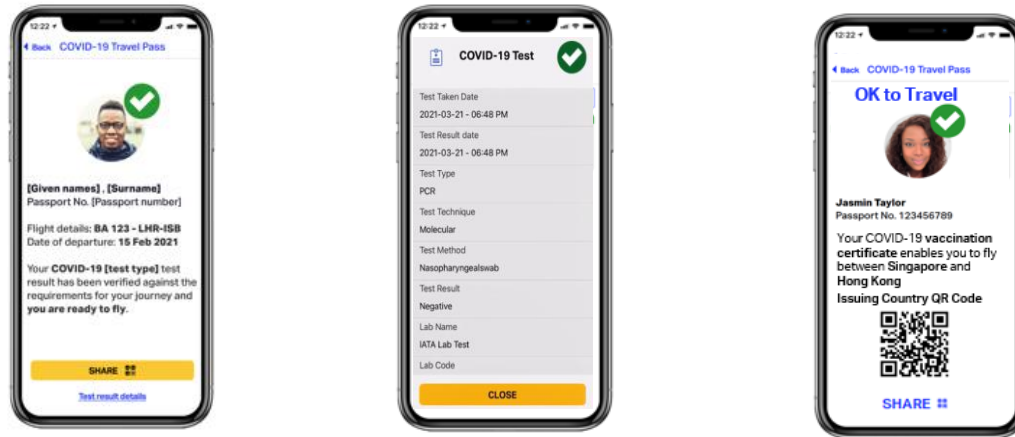 12:22
Back COVID-19 Travel Pass
[Given names] , [Surname]
Passport No. [Passport number]
Flight details: BA 123 - LHR-ISB
Date of departure: 15 Feb 2021
Your COVID-19 [test type] test
result has been verified against the
requirements for your journey and
you are ready to fly.
SHARE
Test result details
12:22
COVID-19 Test
Test Taken Date
2021-03-21 - 06:48 PM
Test Result date
2021-03-21 - 06:48 PM
Test Type
PCR
Test Technique
Molecular
Test Method
Nasopharyngealswab
Test Result
Negative
Lab Name
IATA Lab Test
Lab Code
CLOSE
12:22
Back COVID-19 Travel Pass
OK to Travel
Jasmin Taylor
Passport No. 123456789
Your COVID-19 vaccination
certificate enables you to fly
between Singapore and
Hong Kong
Issuing Country QR Code
SHARE